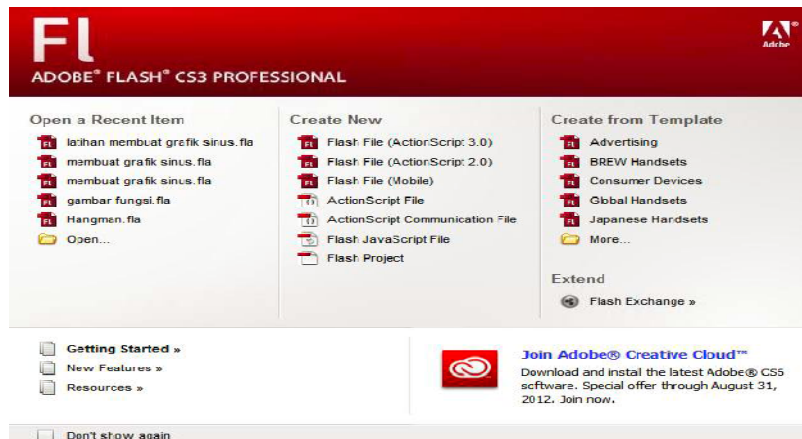 Fl
ADOBE® FLASH® CS3 PROFESSIONAL
Adobe
Open a Recent Item
latihan membuat grafik sinus.fla
membuat grafik sinus.fla
membuat grafik sinus.fla
gambar fungsi.fla
Hangman.fla
Open...
Create New
Flash File (ActionScript 3.0)
Flash File (ActionScript 2.0)
Flash File (Mobile)
ActionScript File
ActionScript Communication File
Flash JavaScript File
Flash Project
Create from Template
Advertising
BREW Handsets
Consumer Devices
Global Handsets
Japanese Handsets
More...
Extend
Flash Exchange »
Getting Started »
New Features »
Resources »
Join Adobe® Creative Cloud™
Download and install the latest Adobe® CS6
software. Special offer through August 31,
2012. Join now.
Don't show again